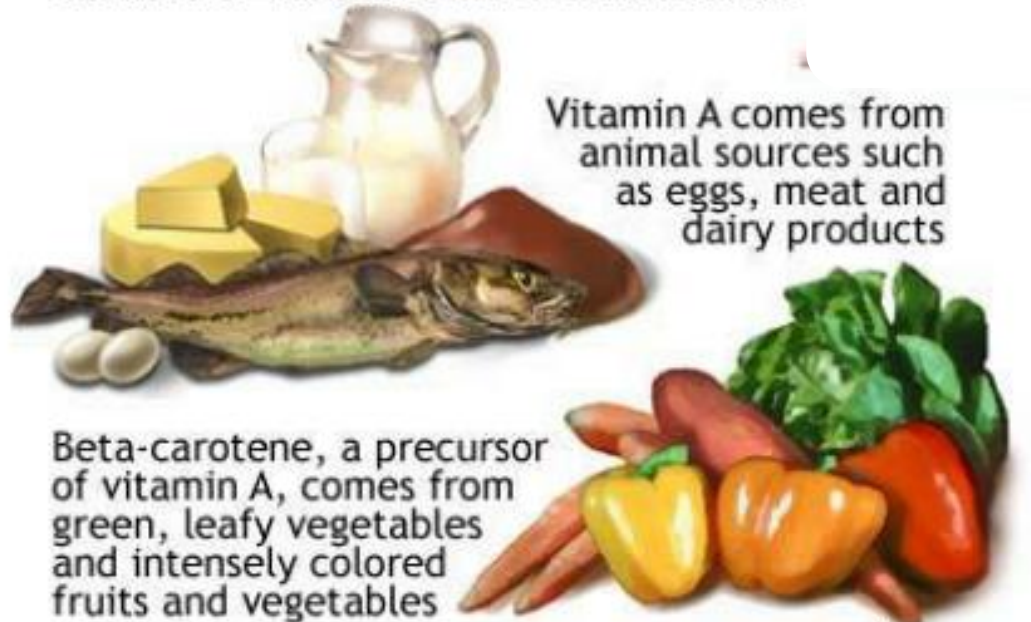 Vitamin A comes from
animal sources such
as eggs, meat and
dairy products
Beta-carotene, a precursor
of vitamin A, comes from
green, leafy vegetables
and intensely colored
fruits and vegetables